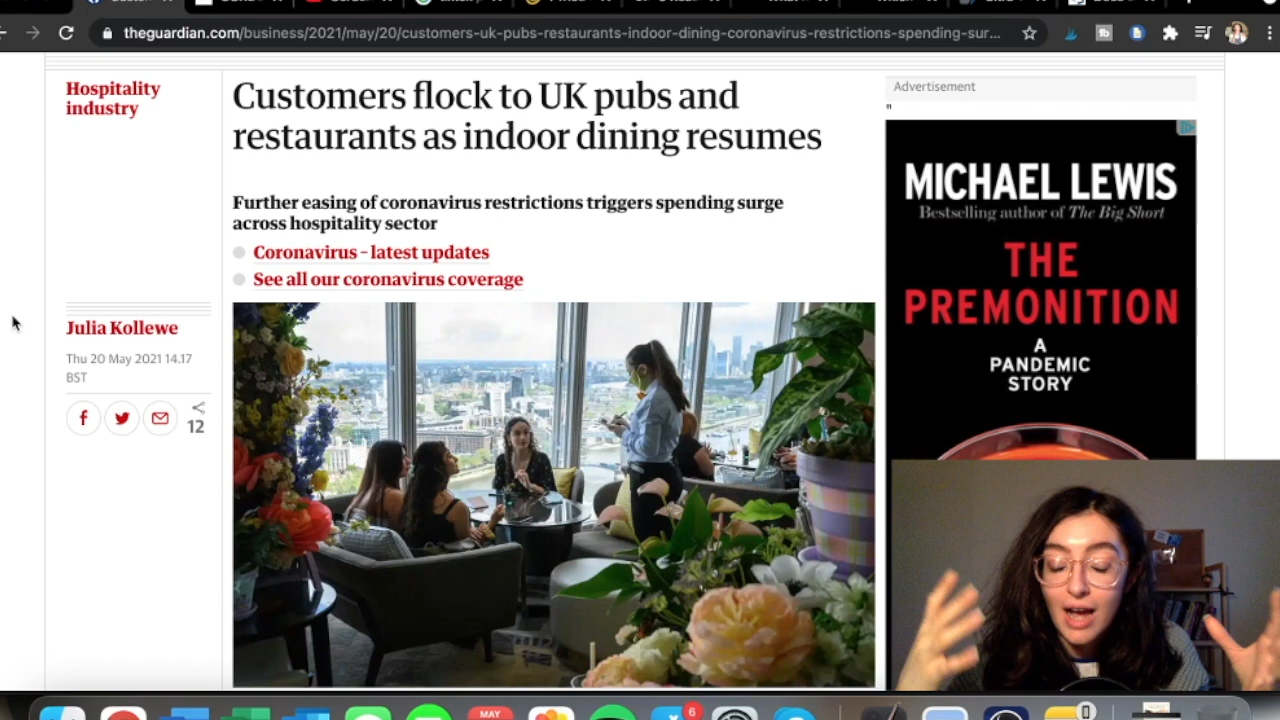 theguardian.com/business/2021/may/20/customers-uk-pubs-restaurants-indoor-dining-coronavirus-restrictions-spending-sur...
Hospitality
industry
Customers flock to UK pubs and
restaurants as indoor dining resumes
Further easing of coronavirus restrictions triggers spending surge
across hospitality sector
Coronavirus – latest updates
See all our coronavirus coverage
Julia Kollewe
Thu 20 May 2021 14.17
BST
12
Advertisement
"
MICHAEL LEWIS
Bestselling author of The Big Short
THE
PREMONITION
A
PANDEMIC
STORY
MAY
6